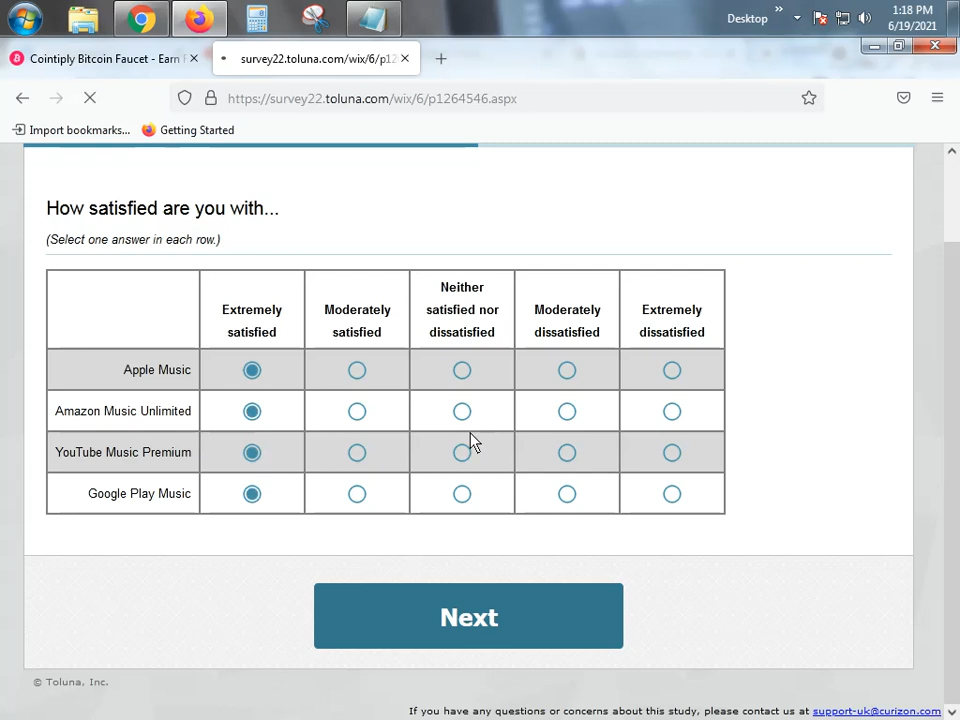 Desktop
»
1:18 PM
6/19/2021
Cointiply Bitcoin Faucet - Earn F
survey22.toluna.com/wix/6/p12
https://survey22.toluna.com/wix/6/p1264546.aspx
Import bookmarks...
Getting Started
How satisfied are you with...
(Select one answer in each row.)
Extremely satisfied
Moderately satisfied
Neither satisfied nor dissatisfied
Moderately dissatisfied
Extremely dissatisfied
Apple Music
Amazon Music Unlimited
YouTube Music Premium
Google Play Music
Next
© Toluna, Inc.
If you have any questions or concerns about this study, please contact us at support-uk@curizon.com